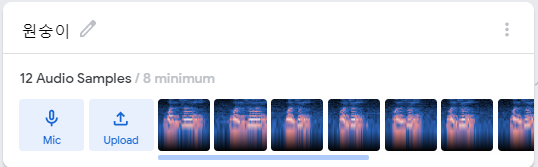 원숭이
12 Audio Samples / 8 minimum
Mic Upload